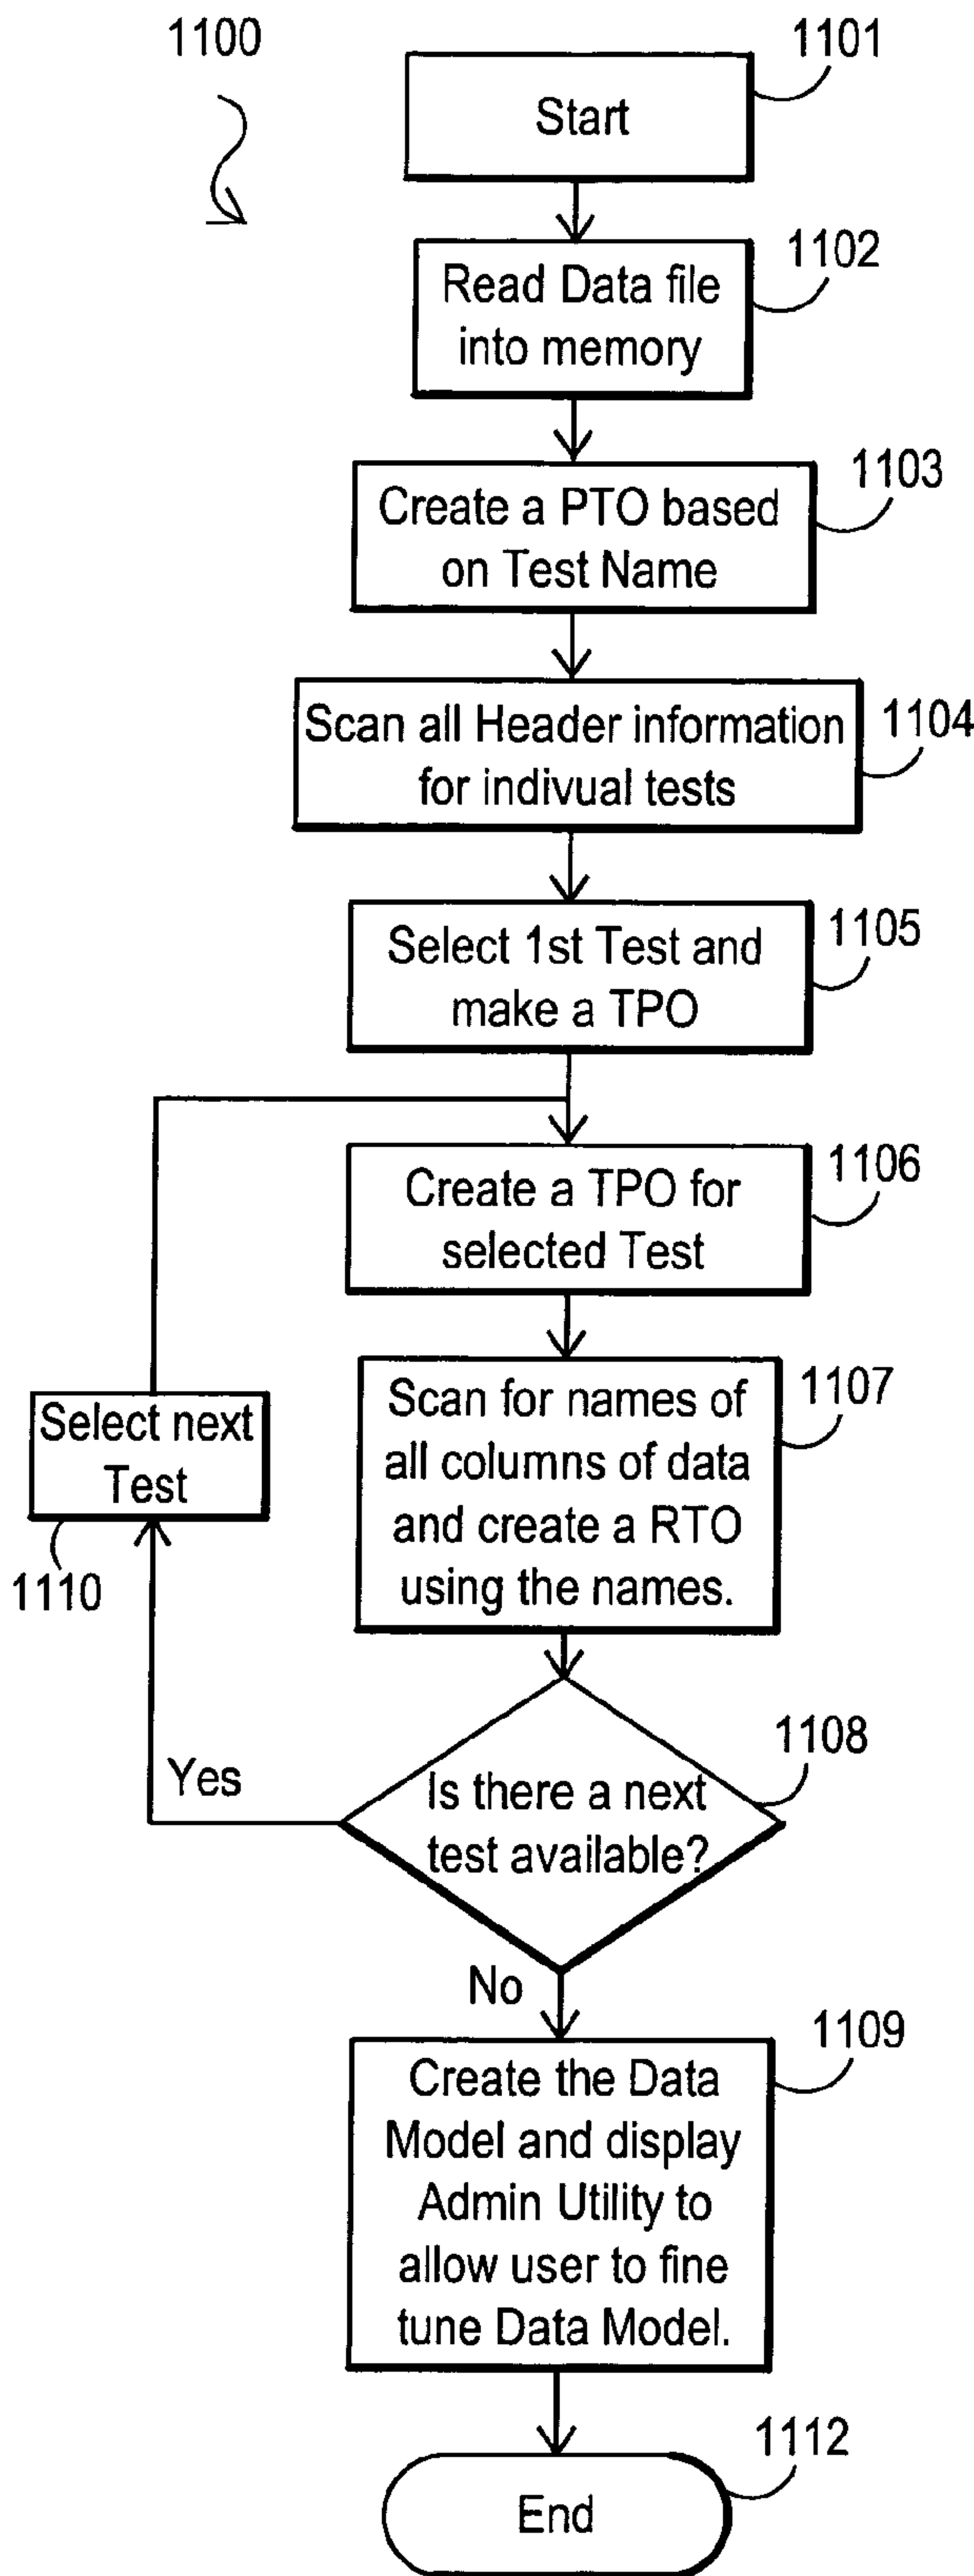 1100
1101
Start
1102
Read Data file
into memory
1103
Create a PTO based
on Test Name
1104
Scan all Header information
for indivual tests
1105
Select 1st Test and
make a TPO
1106
Create a TPO for
selected Test
1107
Scan for names of
all columns of data
and create a RTO
using the names.
Select next
Test
1110
1108
Yes
Is there a next
test available?
No
1109
Create the Data
Model and display
Admin Utility to
allow user to fine
tune Data Model.
1112
End